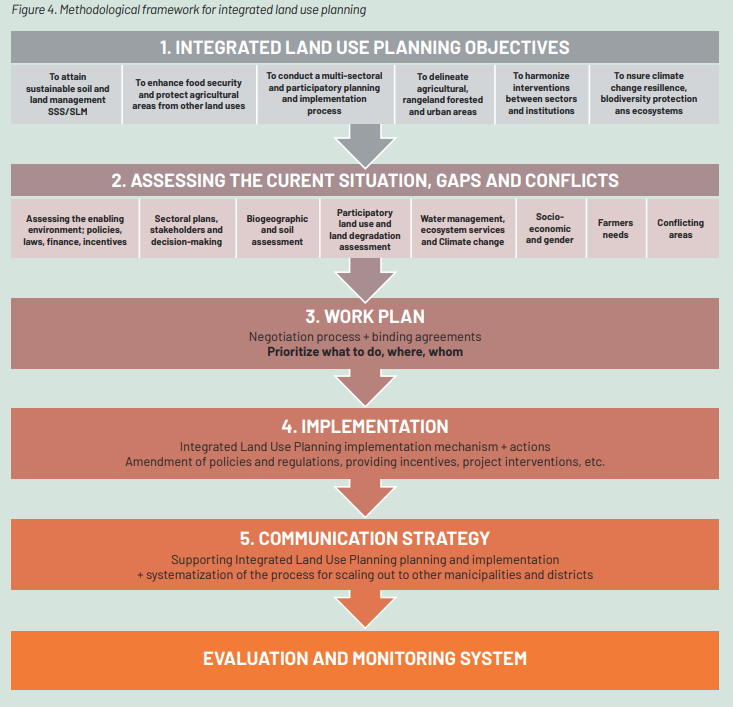 Figure 4. Methodological framework for integrated land use planning
1. INTEGRATED LAND USE PLANNING OBJECTIVES
To attain
sustainable soil and
land management
SSS/SLM
To enhance food security
and protect agricultural
areas from other land uses
To conduct a multi-sectoral
and participatory planning
and implementation
process
To delineate
agricultural,
rangeland forested
and urban areas
To harmonize
interventions
between sectors
and institutions
To nsure climate
change resillence,
blodiversity protection
ans ecosystems
2. ASSESSING THE CURENT SITUATION, GAPS AND CONFLICTS
Assessing the enabling
environment; policies,
laws, finance, incentives
Sectoral plans,
stakeholders and
decision-making
Biogeographic
and soil
assessment
Participatory
land use and
land degradation
assessment
Water management,
ecosystem services
and Climate change
Socio-
economic
and gender
Farmers
needs
Conflicting
areas
3. WORK PLAN
Negotiation process + binding agreements
Prioritize what to do, where, whom
4. IMPLEMENTATION
Integrated Land Use Planning implementation mechanism + actions
Amendment of policies and regulations, providing incentives, project interventions, etc.
5. COMMUNICATION STRATEGY
Supporting Integrated Land Use Planning planning and implementation
+ systematization of the process for scaling out to other manicipalities and districts
EVALUATION AND MONITORING SYSTEM